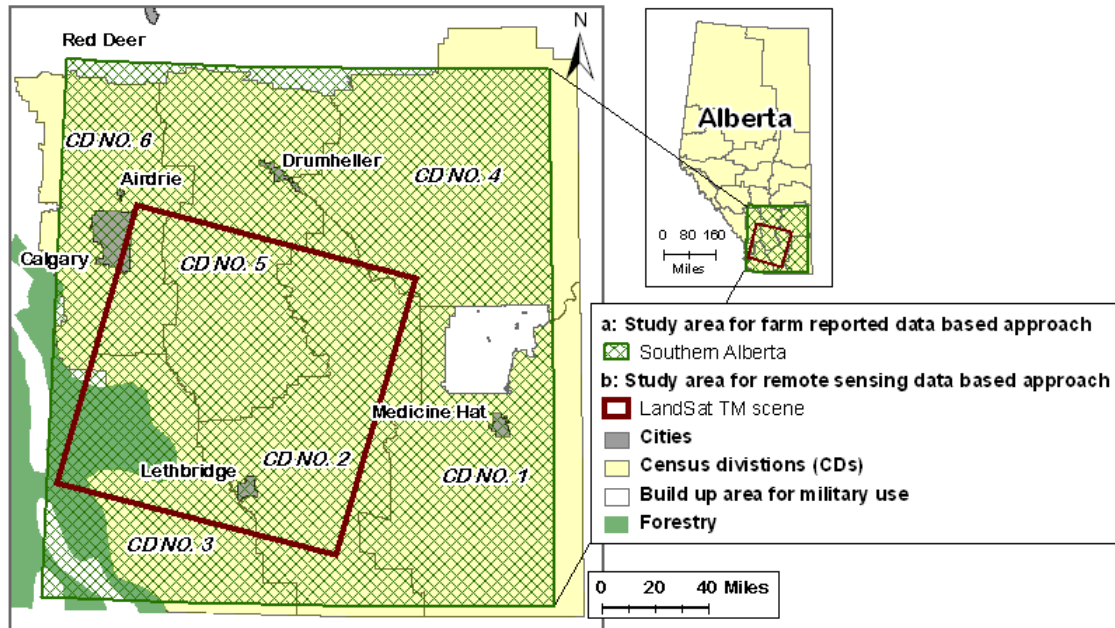 Red Deer
N
CD NO. 6
Drumheller
CD NO. 4
Airdrie
Calgary
CD NO. 5
Medicine Hat
Lethbridge
CD NO. 2
CD NO. 1
CD NO. 3
Alberta
0 80 160
Miles
a: Study area for farm reported data based approach
Southern Alberta
b: Study area for remote sensing data based approach
LandSat TM scene
Cities
Census divistions (CDs)
Build up area for military use
Forestry
0 20 40 Miles